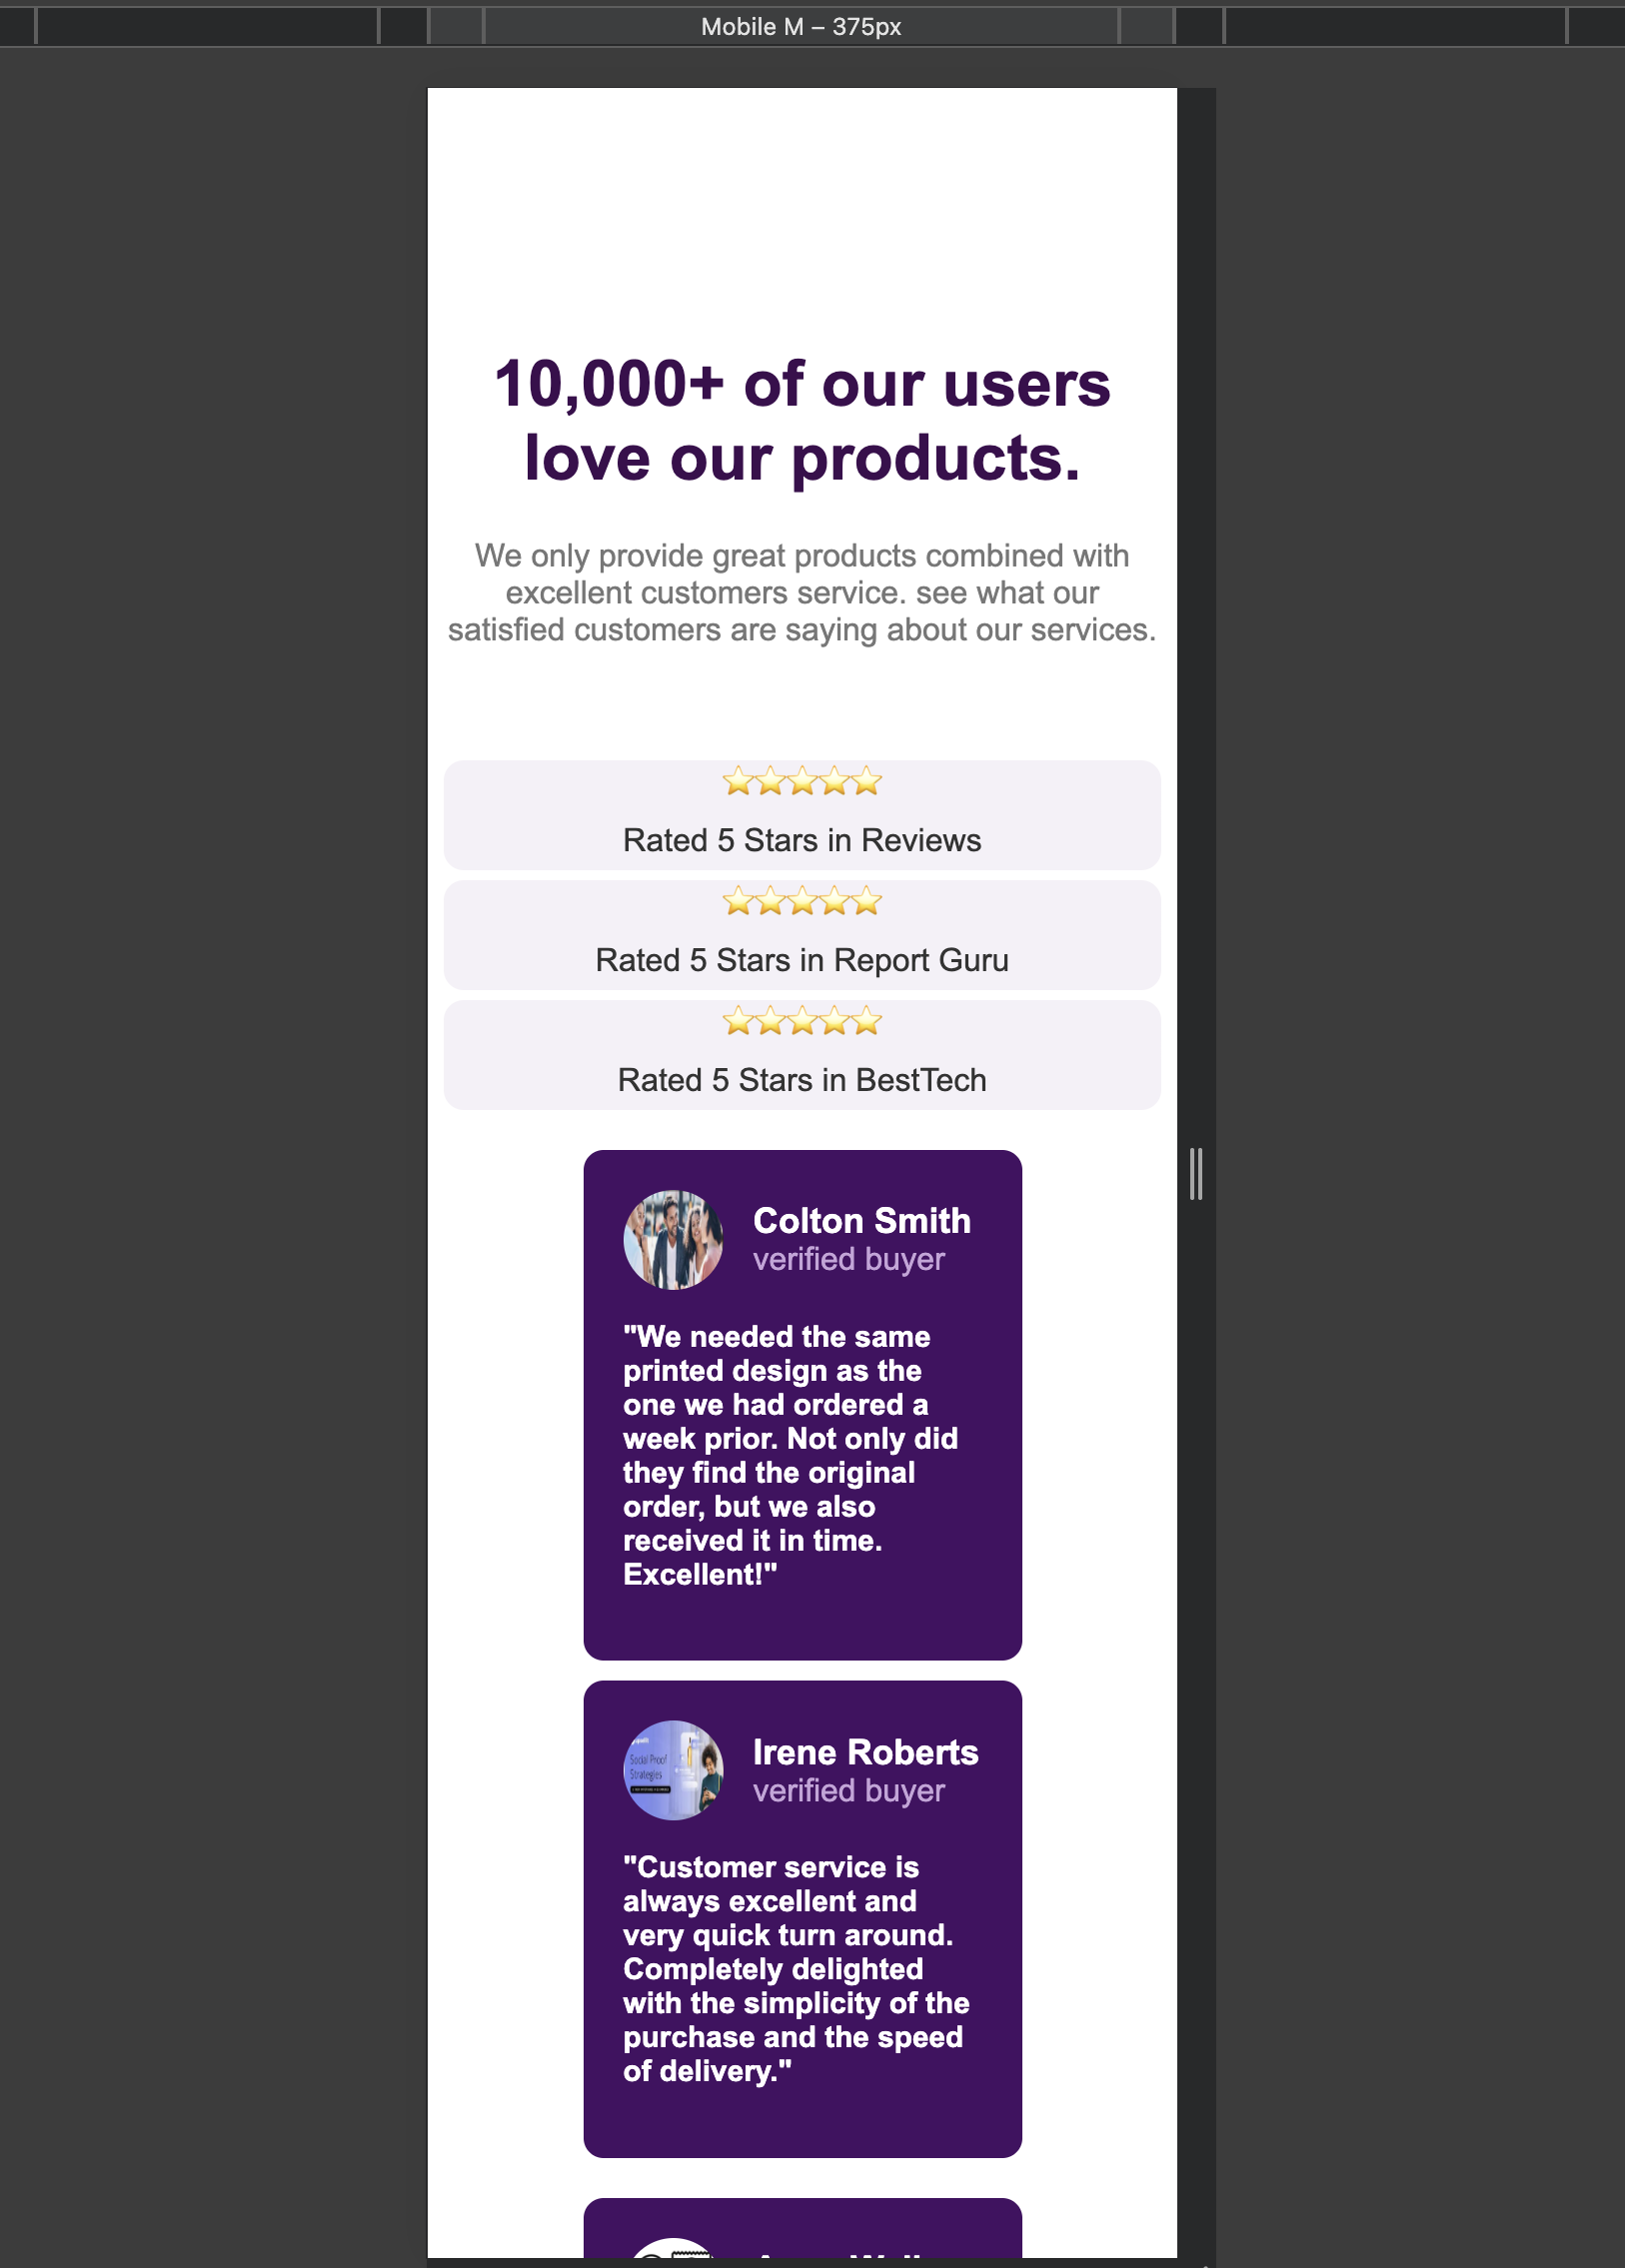 Mobile M – 375px
10,000+ of our users
love our products.
We only provide great products combined with
excellent customers service. see what our
satisfied customers are saying about our services.
Rated 5 Stars in Reviews
Rated 5 Stars in Report Guru
Rated 5 Stars in BestTech
Colton Smith
verified buyer
"We needed the same
printed design as the
one we had ordered a
week prior. Not only did
they find the original
order, but we also
received it in time.
Excellent!"
Irene Roberts
verified buyer
Social Proof
Strategies
"Customer service is
always excellent and
very quick turn around.
Completely delighted
with the simplicity of the
purchase and the speed
of delivery."